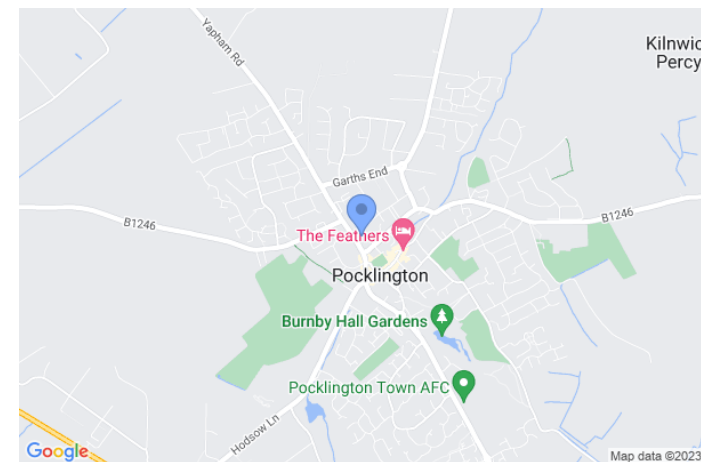 Yapham Rd
Kilnwic
Percy
Garths End
B1246
B1246
The Feathers
Pocklington
Burnby Hall Gardens
Pocklington Town AFC
Hodsow Ln
Google
Map data ©2023